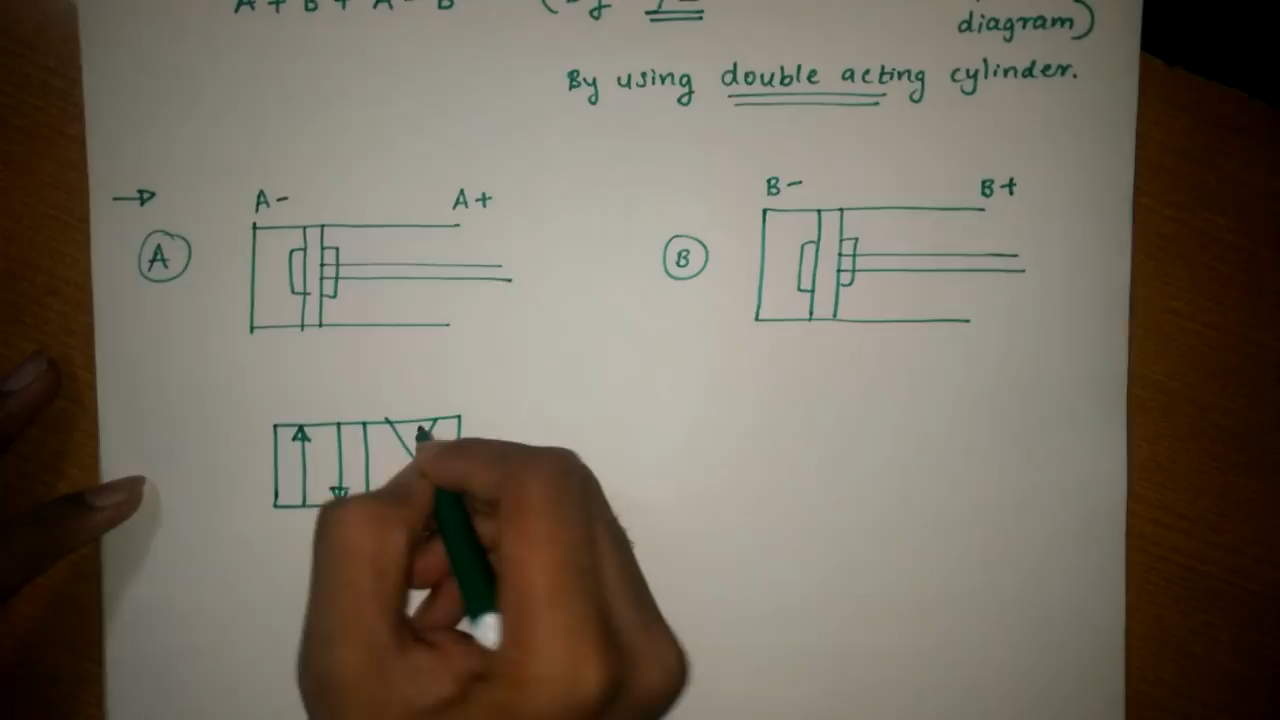 A + B + A - B
diagram)
By using double acting cylinder.
A- A+
B- B+
A
B